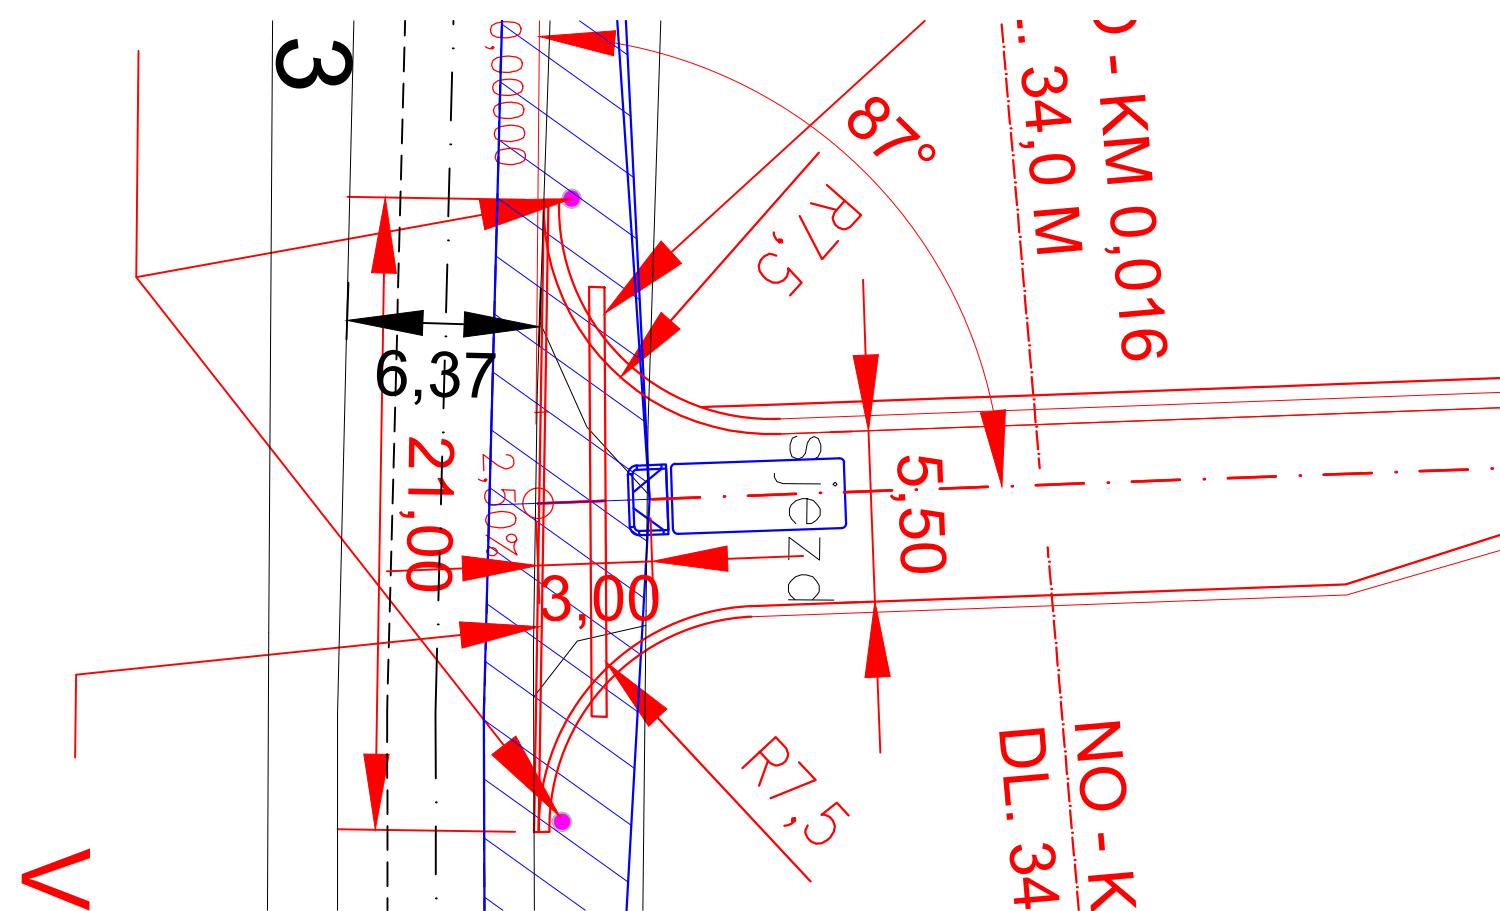 3
0,00000
87°
R7,5
. 34,0 M
O - KM 0,016
6,37
21,00
2,50%
sjezd
5,50
3,00
R7,5
NO - K
DL. 34
V